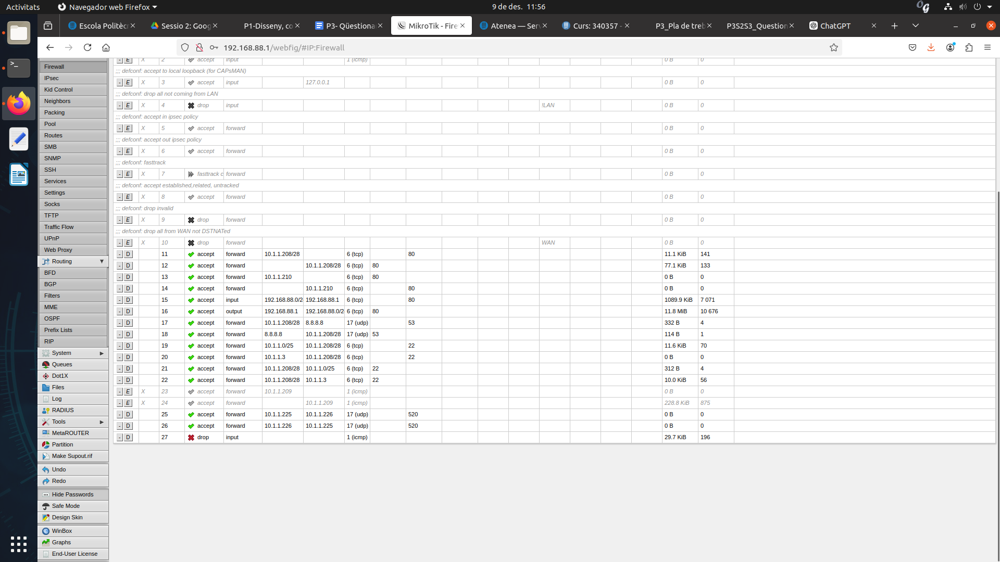 Activitats
Navegador web Firefox
9 de des. 11:56
Escola Politècr
Sessio 2: Goog
P1-Disseny, co
P3- Qüestiona
MikroTik - Fire
Atenea — Ser
Curs: 340357 -
P3_Pla de treb
P3S2S3_Question
ChatGPT
192.168.88.1/webfig/#IP:Firewall
Firewall
IPsec
Kid Control
Neighbors
Packing
Pool
Routes
SMB
SNMP
SSH
Services
Settings
Socks
TFTP
Traffic Flow
UPnP
Web Proxy
Routing
BFD
BGP
Filters
MME
OSPF
Prefix Lists
RIP
System
Queues
Dot1X
Files
Log
RADIUS
Tools
MetaROUTER
Partition
Make Supout.rif
Undo
Redo
Hide Passwords
Safe Mode
Design Skin
WinBox
Graphs
End-User License
- E X 2 accept input 1 (icmp) 0 B 0
;;; defconf: accept to local loopback (for CAPsMAN)
- E X 3 accept input 127.0.0.1 0 B 0
;;; defconf: drop all not coming from LAN
- E X 4 drop input !LAN 0 B 0
;;; defconf: accept in ipsec policy
- E X 5 accept forward 0 B 0
;;; defconf: accept out ipsec policy
- E X 6 accept forward 0 B 0
;;; defconf: fasttrack
- E X 7 fasttrack c forward 0 B 0
;;; defconf: accept established,related, untracked
- E X 8 accept forward 0 B 0
;;; defconf: drop invalid
- E X 9 drop forward 0 B 0
;;; defconf: drop all from WAN not DSTNATed
- E X 10 drop forward WAN 0 B 0
- D 11 accept forward 10.1.1.208/28 6 (tcp) 80 11.1 KiB 141
- D 12 accept forward 10.1.1.208/28 6 (tcp) 80 77.1 KiB 133
- D 13 accept forward 10.1.1.210 6 (tcp) 80 0 B 0
- D 14 accept forward 10.1.1.210 6 (tcp) 80 0 B 0
- D 15 accept input 192.168.88.0/2 192.168.88.1 6 (tcp) 80 1089.9 KiB 7 071
- D 16 accept output 192.168.88.1 192.168.88.0/2 6 (tcp) 80 11.8 MiB 10 676
- D 17 accept forward 10.1.1.208/28 8.8.8.8 17 (udp) 53 332 B 4
- D 18 accept forward 8.8.8.8 10.1.1.208/28 17 (udp) 53 114 B 1
- D 19 accept forward 10.1.1.0/25 10.1.1.208/28 6 (tcp) 22 11.6 KiB 70
- D 20 accept forward 10.1.1.3 10.1.1.208/28 6 (tcp) 22 0 B 0
- D 21 accept forward 10.1.1.208/28 10.1.1.0/25 6 (tcp) 22 312 B 4
- D 22 accept forward 10.1.1.208/28 10.1.1.3 6 (tcp) 22 10.0 KiB 56
- E X 23 accept forward 10.1.1.209 1 (icmp) 0 B 0
- E X 24 accept forward 10.1.1.209 1 (icmp) 228.8 KiB 875
- D 25 accept forward 10.1.1.225 10.1.1.226 17 (udp) 520 0 B 0
- D 26 accept forward 10.1.1.226 10.1.1.225 17 (udp) 520 0 B 0
- D 27 drop input 1 (icmp) 29.7 KiB 196